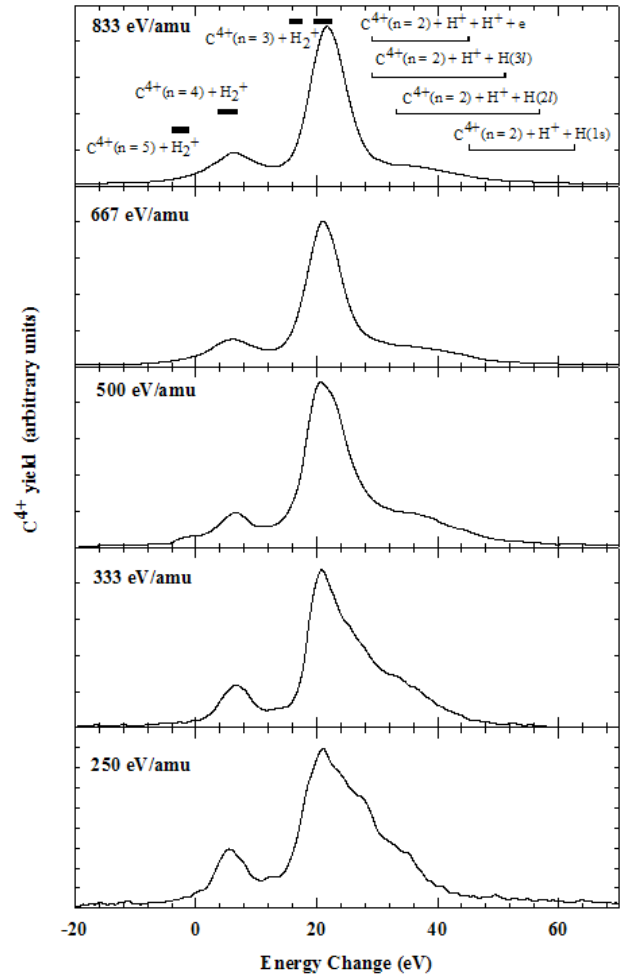 833 eV/amu
C⁴⁺(n = 3) + H₂⁺
C⁴⁺(n = 2) + H⁺ + H⁺ + e
C⁴⁺(n = 2) + H⁺ + H(3l)
C⁴⁺(n = 4) + H₂⁺
C⁴⁺(n = 2) + H⁺ + H(2l)
C⁴⁺(n = 5) + H₂⁺
C⁴⁺(n = 2) + H⁺ + H(1s)
667 eV/amu
500 eV/amu
333 eV/amu
250 eV/amu
C⁴⁺ yield (arbitrary units)
-20 0 20 40 60
Energy Change (eV)